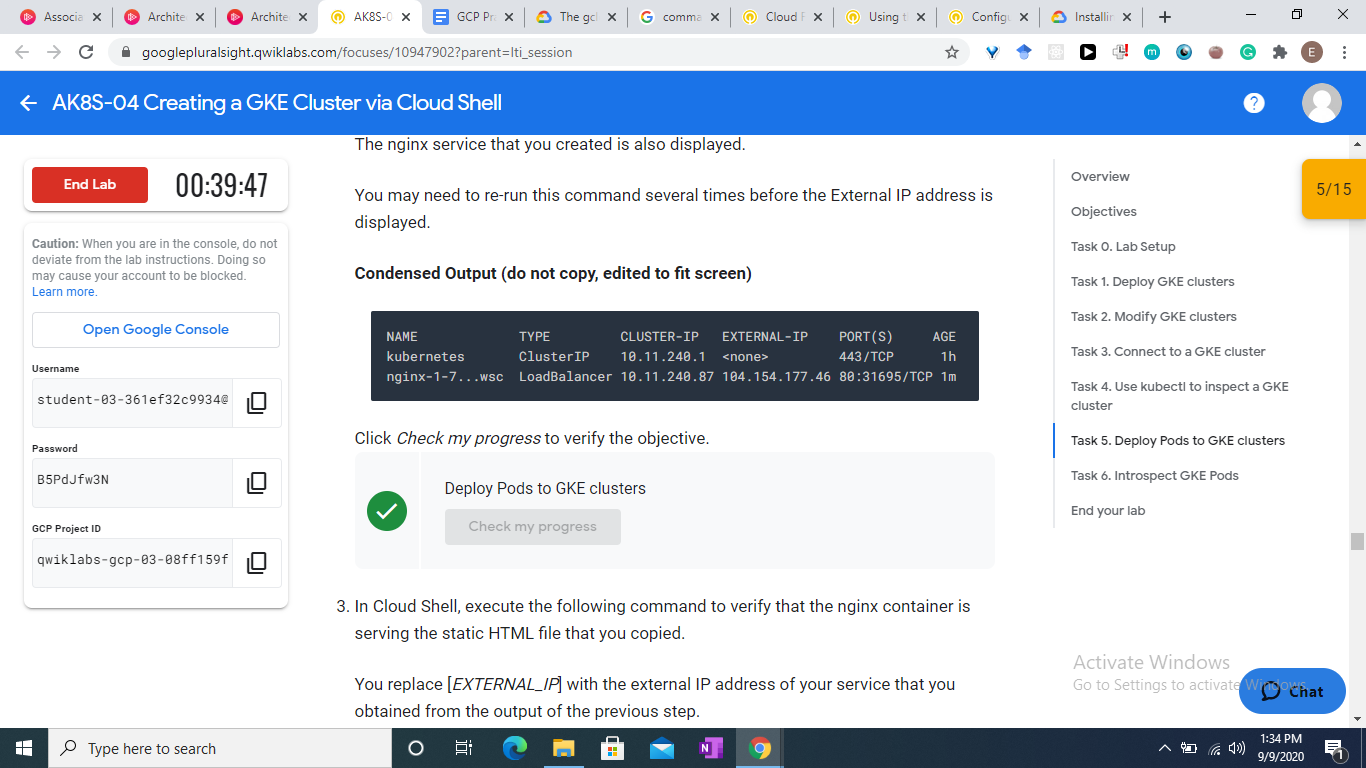 Associa
Archite
Archite
AK8S-0
GCP Pr
The gcl
comma
Cloud F
Using t
Configu
Installin
googlepluralsight.qwiklabs.com/focuses/10947902?parent=lti_session
E
AK8S-04 Creating a GKE Cluster via Cloud Shell
?
End Lab
00:39:47
Caution: When you are in the console, do not
deviate from the lab instructions. Doing so
may cause your account to be blocked.
Learn more.
Open Google Console
Username
student-03-361ef32c9934@
Password
B5PdJfw3N
GCP Project ID
qwiklabs-gcp-03-08ff159f
The nginx service that you created is also displayed.
You may need to re-run this command several times before the External IP address is
displayed.
Condensed Output (do not copy, edited to fit screen)
NAME TYPE CLUSTER-IP EXTERNAL-IP PORT(S) AGE
kubernetes ClusterIP 10.11.240.1 <none> 443/TCP 1h
nginx-1-7...wsc LoadBalancer 10.11.240.87 104.154.177.46 80:31695/TCP 1m
Click Check my progress to verify the objective.
Deploy Pods to GKE clusters
Check my progress
3. In Cloud Shell, execute the following command to verify that the nginx container is
serving the static HTML file that you copied.
You replace [EXTERNAL_IP] with the external IP address of your service that you
obtained from the output of the previous step.
Overview
Objectives
Task 0. Lab Setup
Task 1. Deploy GKE clusters
Task 2. Modify GKE clusters
Task 3. Connect to a GKE cluster
Task 4. Use kubectl to inspect a GKE
cluster
Task 5. Deploy Pods to GKE clusters
Task 6. Introspect GKE Pods
End your lab
5/15
Activate Windows
Go to Settings to activate Windows.
Chat
Type here to search
1:34 PM
9/9/2020
1